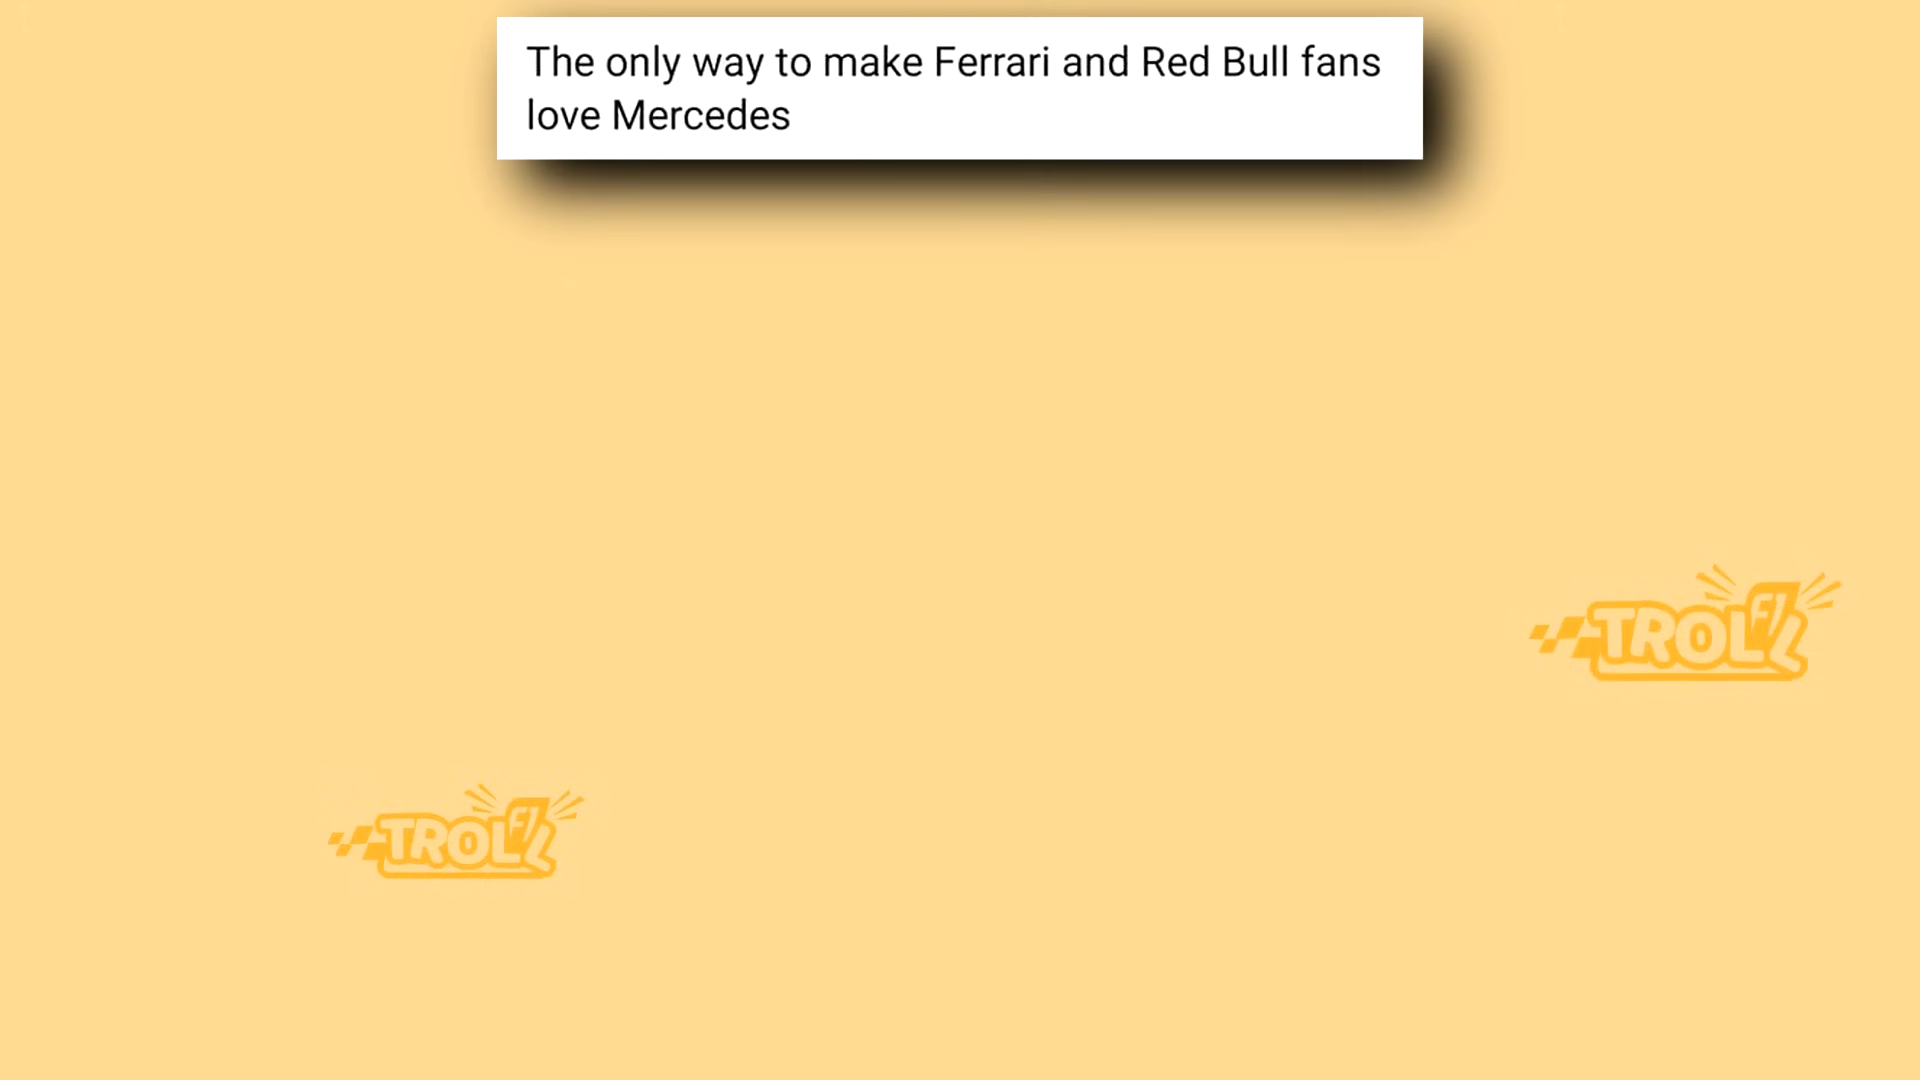 The only way to make Ferrari and Red Bull fans
love Mercedes
TROLL F1
TROLL F1